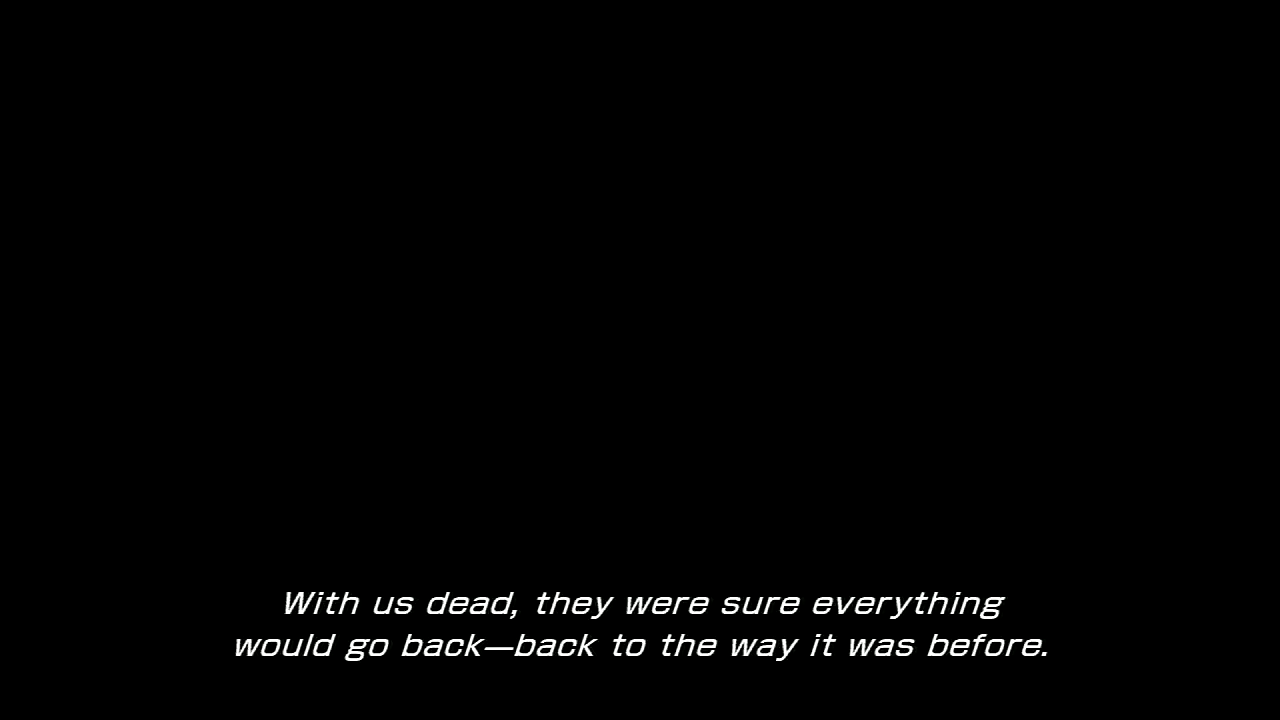 With us dead, they were sure everything
would go back—back to the way it was before.